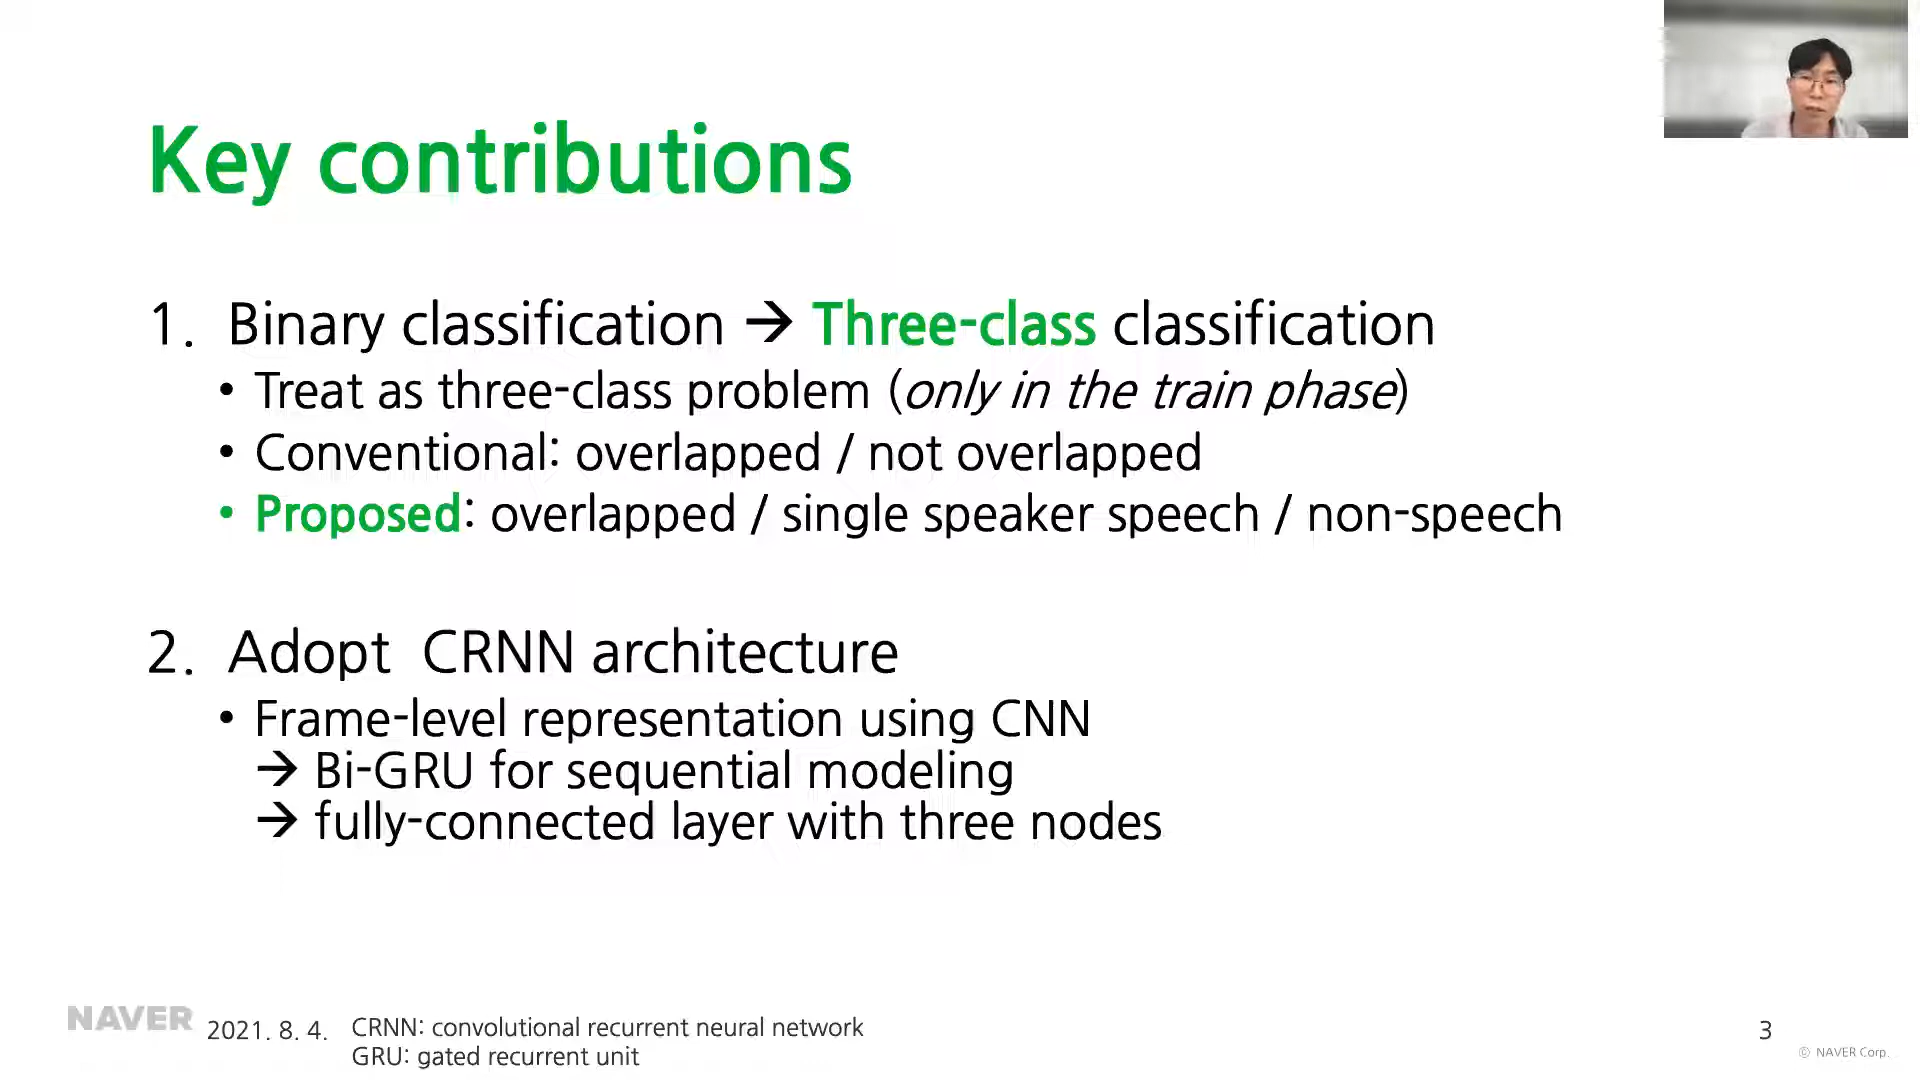 Key contributions
1. Binary classification → Three-class classification
• Treat as three-class problem (only in the train phase)
• Conventional: overlapped / not overlapped
• Proposed: overlapped / single speaker speech / non-speech
2. Adopt CRNN architecture
• Frame-level representation using CNN
→ Bi-GRU for sequential modeling
→ fully-connected layer with three nodes
NAVER
2021. 8. 4.
CRNN: convolutional recurrent neural network
GRU: gated recurrent unit
3
ⓒ NAVER Corp.